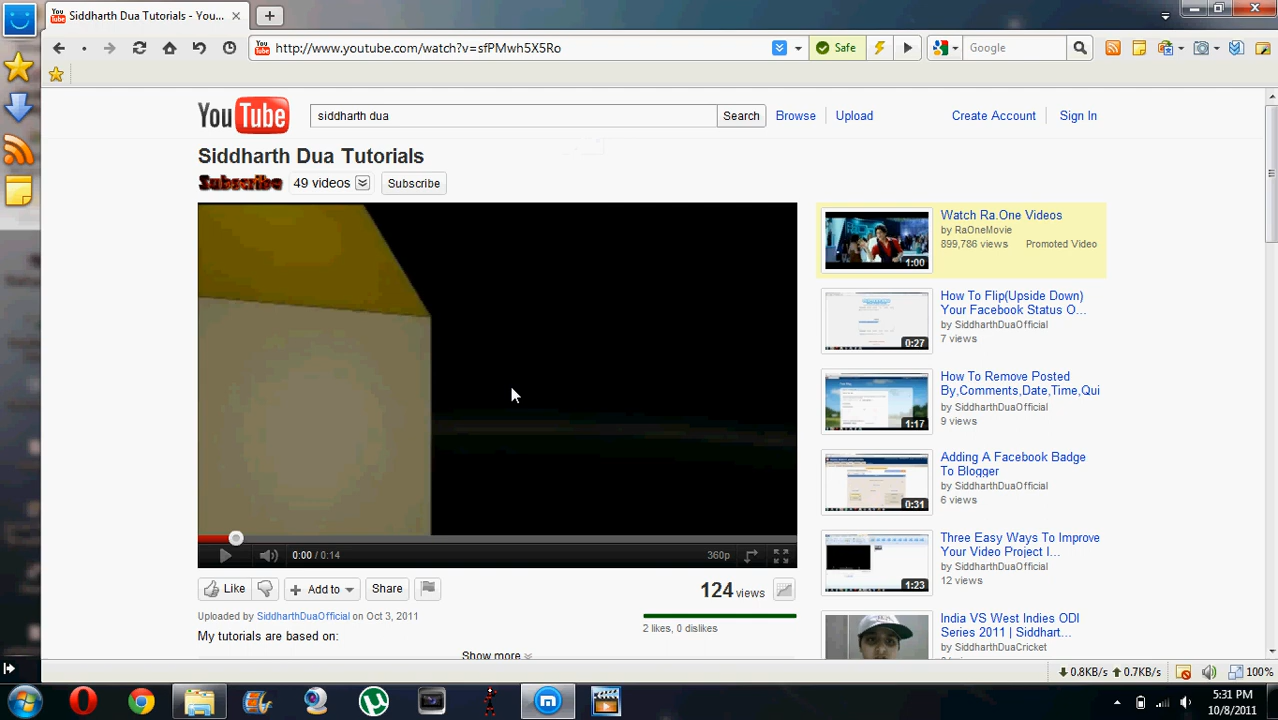 Siddharth Dua Tutorials - You...
http://www.youtube.com/watch?v=sfPMwh5X5Ro
Safe
Google
YouTube
siddharth dua
Search
Browse
Upload
Create Account
Sign In
Siddharth Dua Tutorials
Subscribe
49 videos
Subscribe
0:00 / 0:14
360p
Like
Add to
Share
124 views
Uploaded by SiddharthDuaOfficial on Oct 3, 2011
2 likes, 0 dislikes
My tutorials are based on:
Show more
1:00
Watch Ra.One Videos
by RaOneMovie
899,786 views
Promoted Video
0:27
How To Flip(Upside Down)
Your Facebook Status O...
by SiddharthDuaOfficial
7 views
1:17
How To Remove Posted
By,Comments,Date,Time,Qui
by SiddharthDuaOfficial
9 views
0:31
Adding A Facebook Badge
To Blogger
by SiddharthDuaOfficial
6 views
1:23
Three Easy Ways To Improve
Your Video Project I...
by SiddharthDuaOfficial
12 views
India VS West Indies ODI
Series 2011 | Siddhart...
by SiddharthDuaCricket
0.8KB/s
0.7KB/s
100%
5:31 PM
10/8/2011